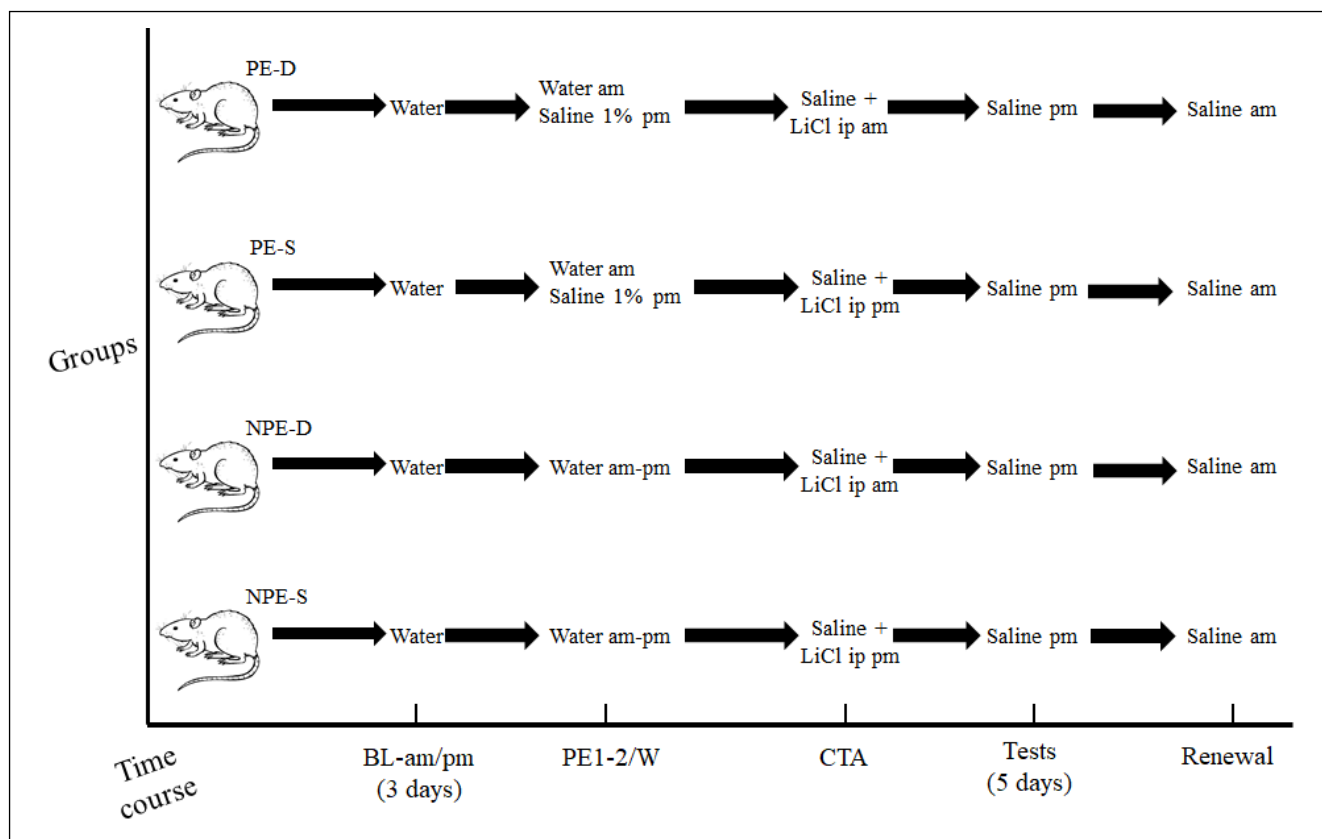 PE-D
Water
Water am
Saline 1% pm
Saline +
LiCl ip am
Saline pm
Saline am
PE-S
Water
Water am
Saline 1% pm
Saline +
LiCl ip pm
Saline pm
Saline am
Groups
NPE-D
Water
Water am-pm
Saline +
LiCl ip am
Saline pm
Saline am
NPE-S
Water
Water am-pm
Saline +
LiCl ip pm
Saline pm
Saline am
Time
course
BL-am/pm
(3 days)
PE1-2/W
CTA
Tests
(5 days)
Renewal